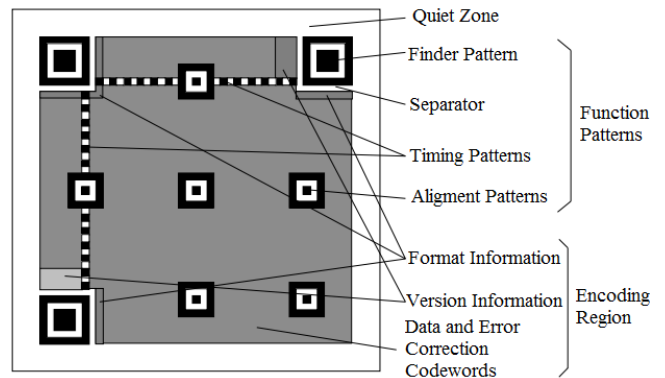 Quiet Zone
Finder Pattern
Separator
Function
Patterns
Timing Patterns
Aligment Patterns
Format Information
Version Information
Encoding
Region
Data and Error
Correction
Codewords